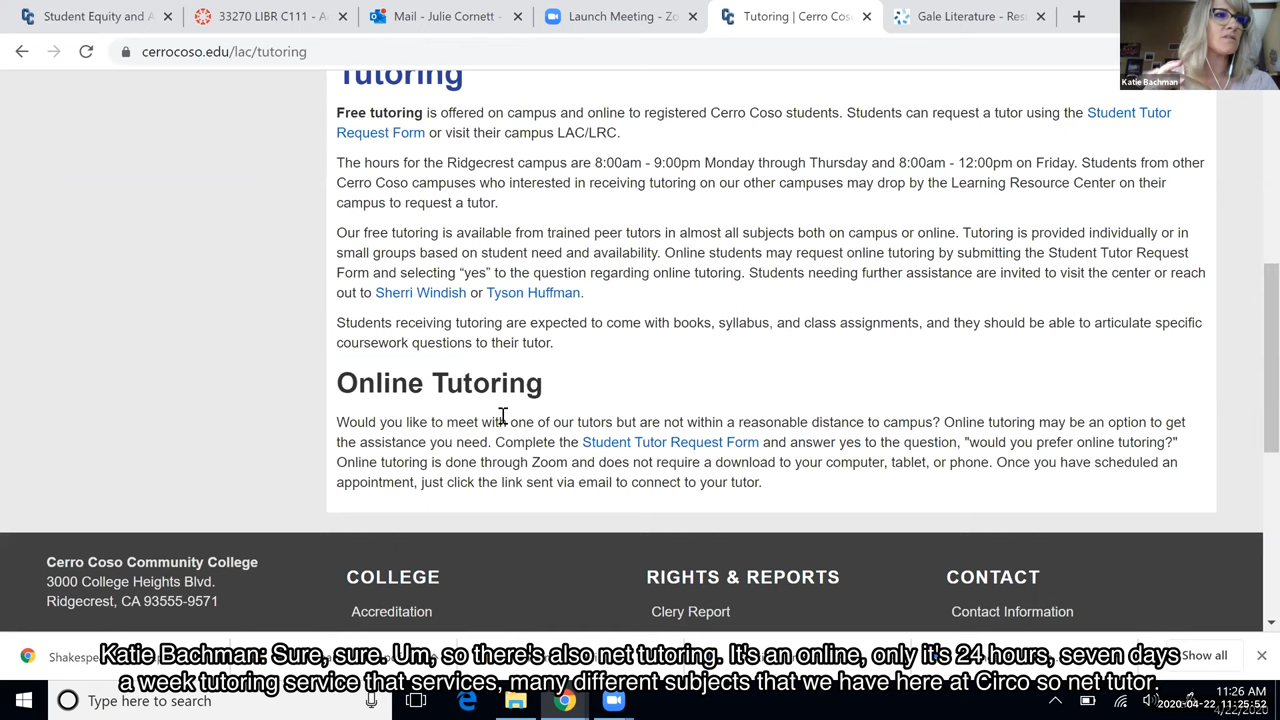 Student Equity and A
33270 LIBR C111 - A
Mail - Julie Cornett -
Launch Meeting - Zo
Tutoring | Cerro Cos
Gale Literature - Res
cerrocoso.edu/lac/tutoring
Katie Bachman
Tutoring
Free tutoring is offered on campus and online to registered Cerro Coso students. Students can request a tutor using the Student Tutor
Request Form or visit their campus LAC/LRC.
The hours for the Ridgecrest campus are 8:00am - 9:00pm Monday through Thursday and 8:00am - 12:00pm on Friday. Students from other
Cerro Coso campuses who interested in receiving tutoring on our other campuses may drop by the Learning Resource Center on their
campus to request a tutor.
Our free tutoring is available from trained peer tutors in almost all subjects both on campus or online. Tutoring is provided individually or in
small groups based on student need and availability. Online students may request online tutoring by submitting the Student Tutor Request
Form and selecting “yes” to the question regarding online tutoring. Students needing further assistance are invited to visit the center or reach
out to Sherri Windish or Tyson Huffman.
Students receiving tutoring are expected to come with books, syllabus, and class assignments, and they should be able to articulate specific
coursework questions to their tutor.
Online Tutoring
Would you like to meet with one of our tutors but are not within a reasonable distance to campus? Online tutoring may be an option to get
the assistance you need. Complete the Student Tutor Request Form and answer yes to the question, "would you prefer online tutoring?"
Online tutoring is done through Zoom and does not require a download to your computer, tablet, or phone. Once you have scheduled an
appointment, just click the link sent via email to connect to your tutor.
Cerro Coso Community College
3000 College Heights Blvd.
Ridgecrest, CA 93555-9571
COLLEGE
Accreditation
RIGHTS & REPORTS
Clery Report
CONTACT
Contact Information
Shakesp
Show all
Katie Bachman: Sure, sure. Um, so there's also net tutoring. It's an online, only it's 24 hours, seven days
a week tutoring service that services, many different subjects that we have here at Circo so net tutor.
Type here to search
11:26 AM
2020-04-22 11:25:52